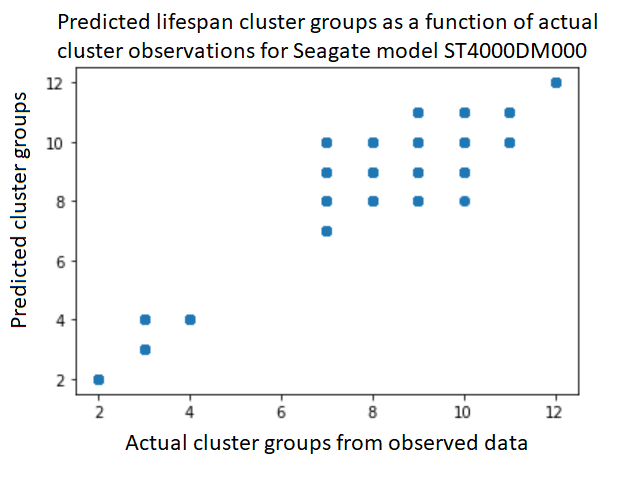 Predicted lifespan cluster groups as a function of actual
cluster observations for Seagate model ST4000DM000
Predicted cluster groups
12
10
8
6
4
2
2 4 6 8 10 12
Actual cluster groups from observed data